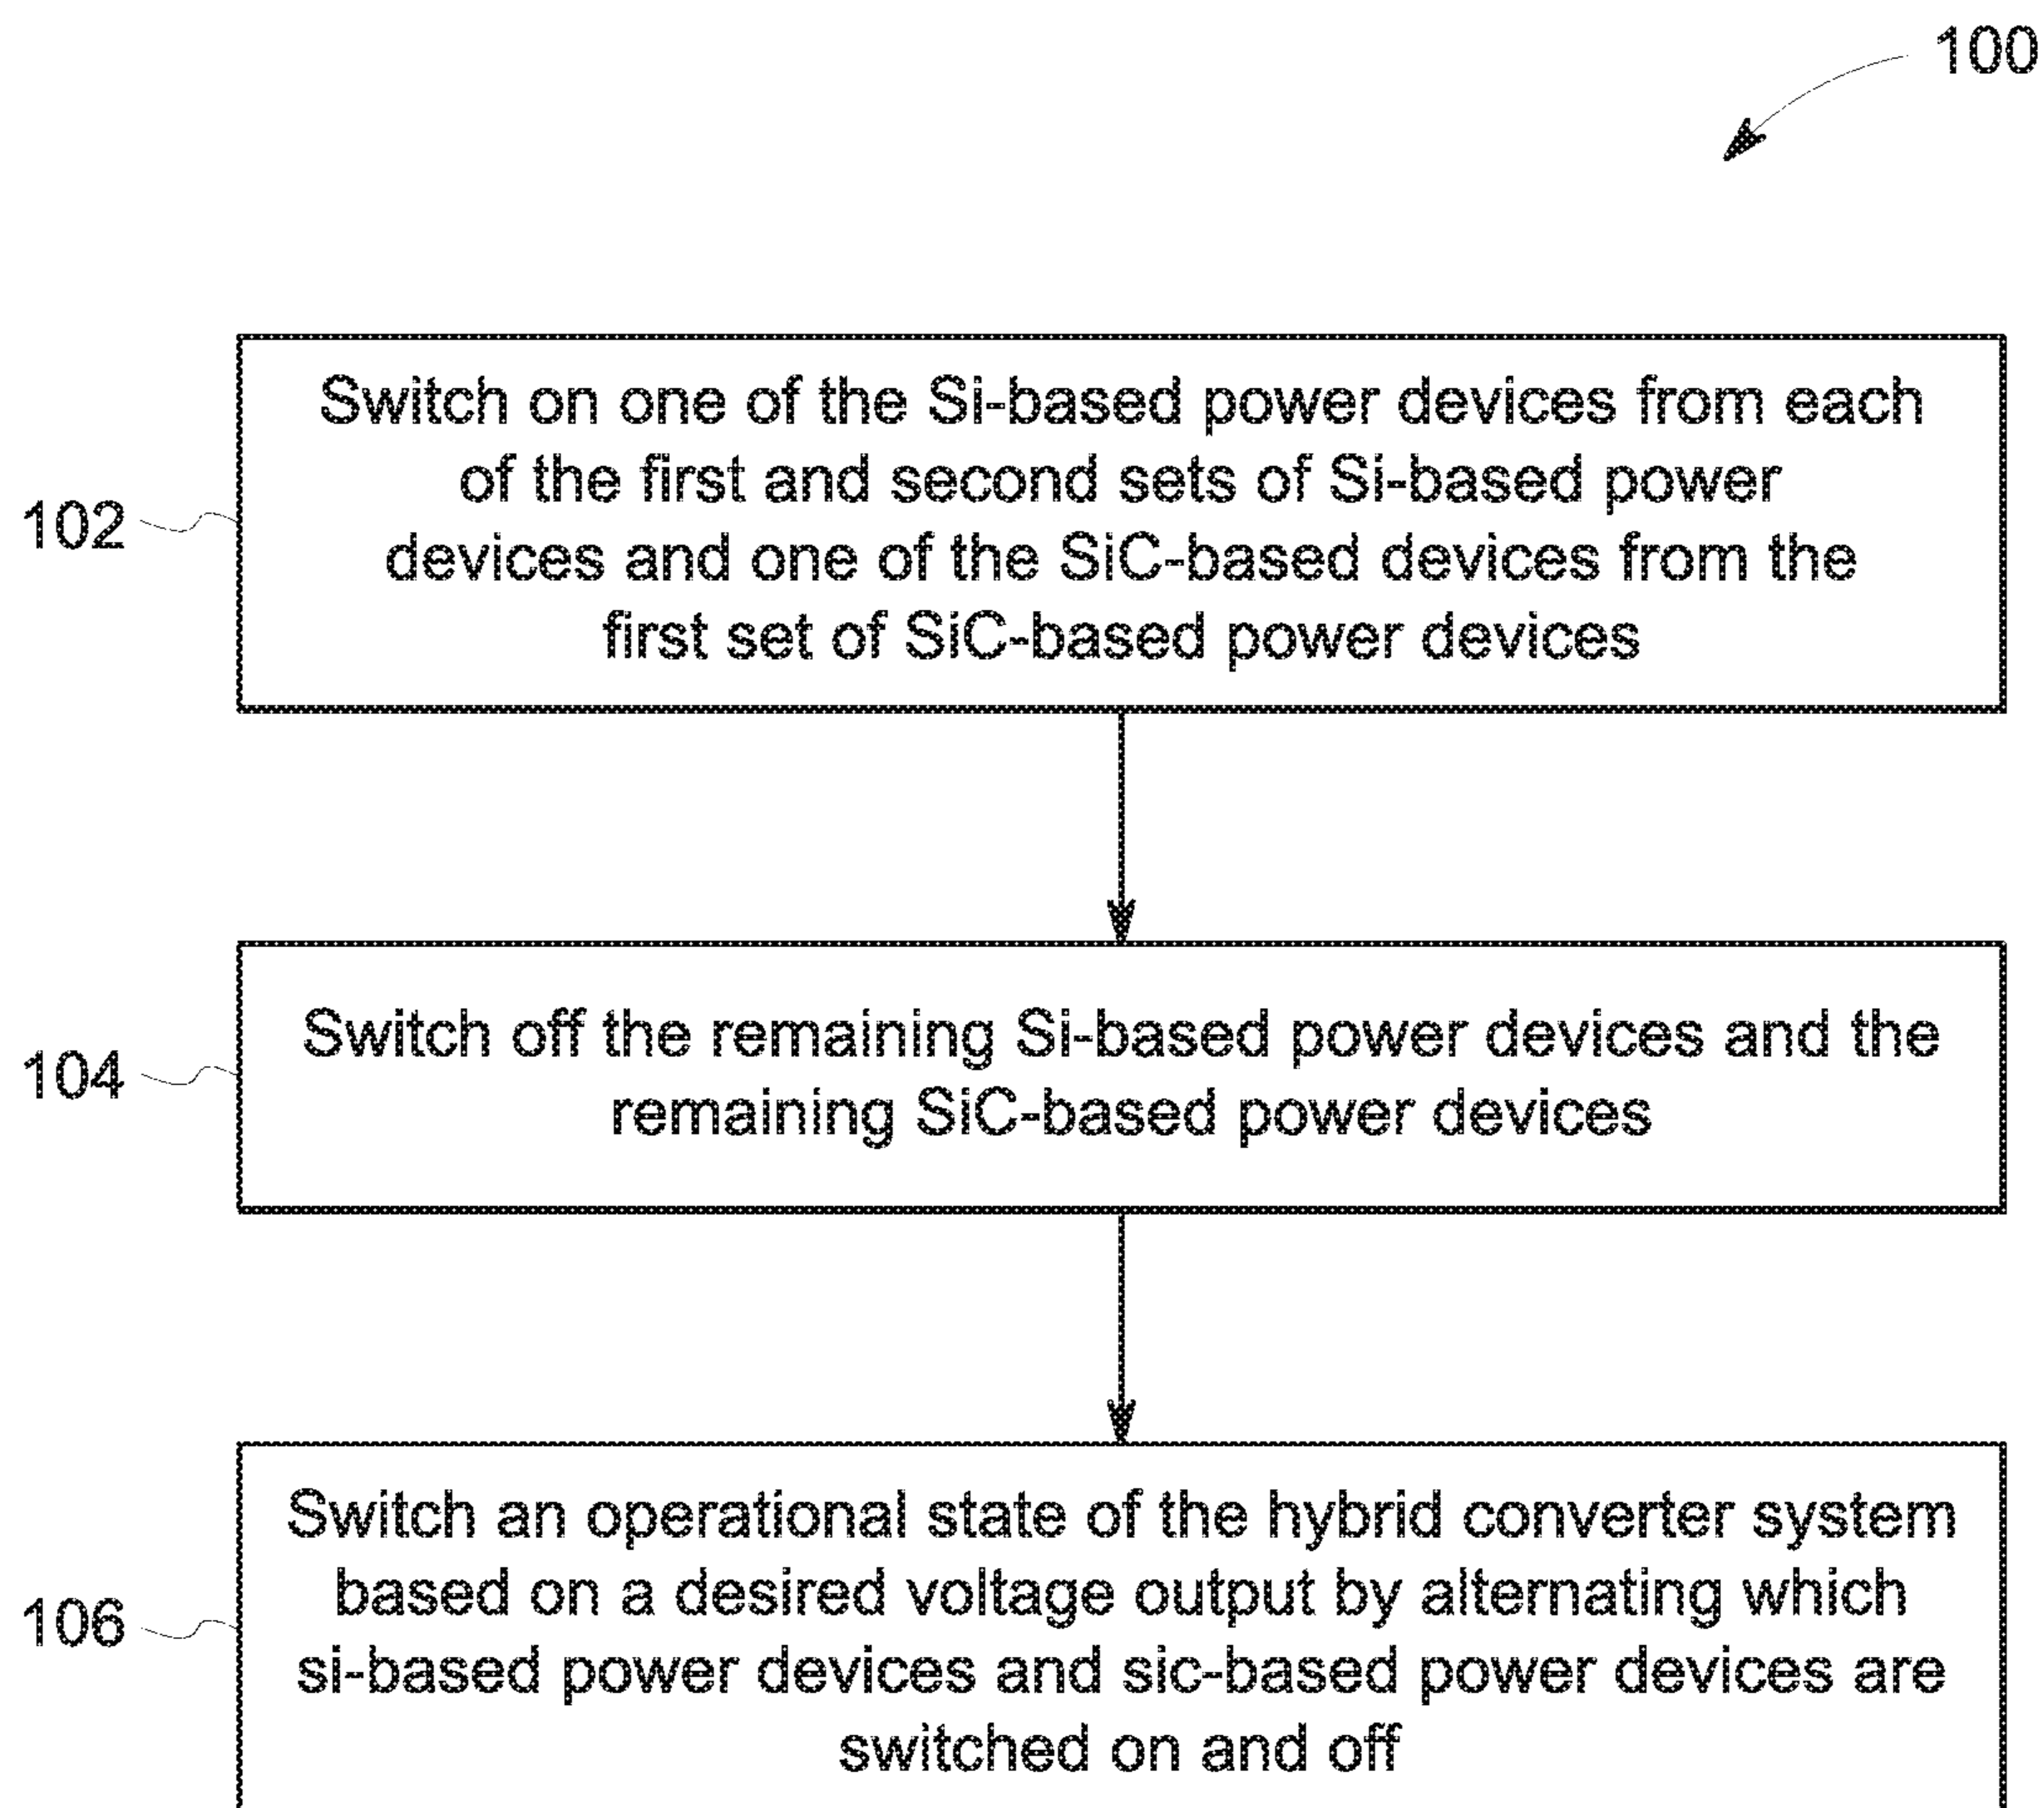 100
102
Switch on one of the Si-based power devices from each
of the first and second sets of Si-based power
devices and one of the SiC-based devices from the
first set of SiC-based power devices
104
Switch off the remaining Si-based power devices and the
remaining SiC-based power devices
106
Switch an operational state of the hybrid converter system
based on a desired voltage output by alternating which
si-based power devices and sic-based power devices are
switched on and off